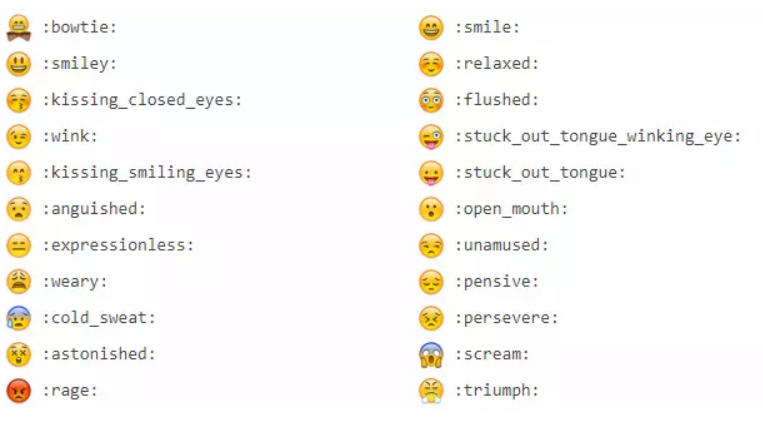 :bowtie:
:smile:
:smiley:
:relaxed:
:kissing_closed_eyes:
:flushed:
:wink:
:stuck_out_tongue_winking_eye:
:kissing_smiling_eyes:
:stuck_out_tongue:
:anguished:
:open_mouth:
:expressionless:
:unamused:
:weary:
:pensive:
:cold_sweat:
:persevere:
:astonished:
:scream:
:rage:
:triumph: